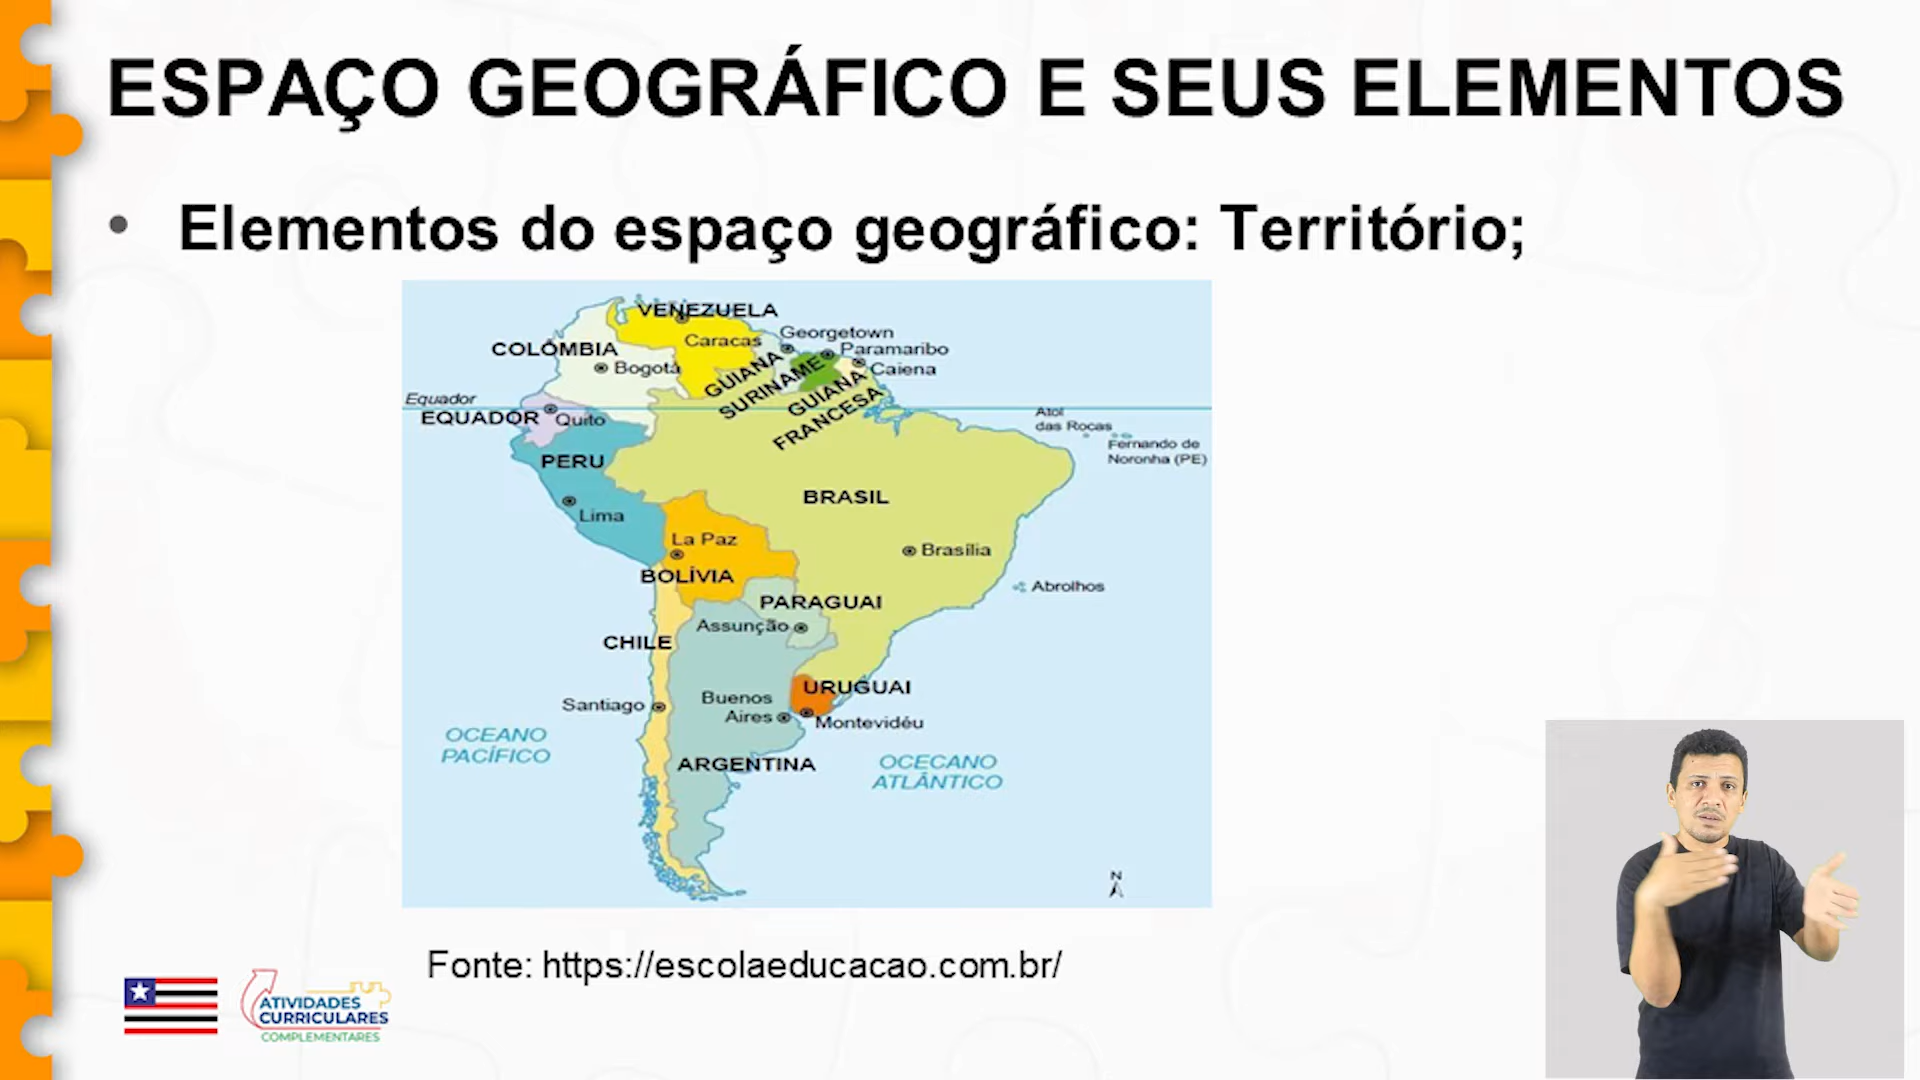 ESPAÇO GEOGRÁFICO E SEUS ELEMENTOS
• Elementos do espaço geográfico: Território;
VENEZUELA
Georgetown
Caracas
COLÔMBIA
Paramaribo
Bogotá
GUIANA
Caiena
SURINAME
GUIANA
FRANCESA
Equador
EQUADOR
Quito
Atol
das Rocas
Fernando de
Noronha (PE)
PERU
BRASIL
Lima
La Paz
Brasília
BOLÍVIA
Abrolhos
PARAGUAI
Assunção
CHILE
URUGUAI
Buenos
Aires
Santiago
Montevidéu
OCEANO
PACÍFICO
ARGENTINA
OCECANO
ATLÂNTICO
N
Fonte: https://escolaeducacao.com.br/
ATIVIDADES
CURRICULARES
COMPLEMENTARES